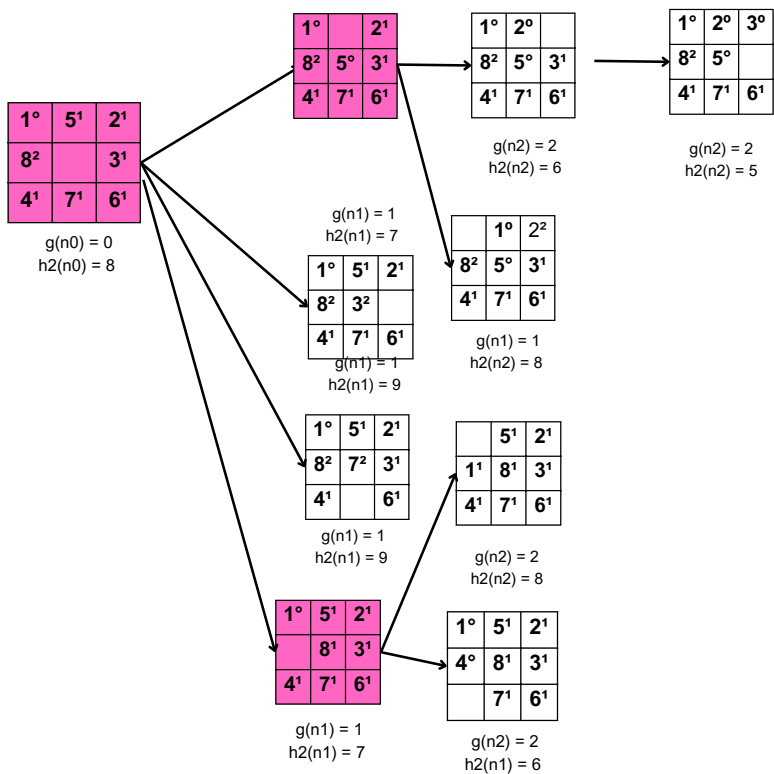 1° 5¹ 2¹
8² 3¹
4¹ 7¹ 6¹
g(n0) = 0
h2(n0) = 8
1° 2¹
8² 5° 3¹
4¹ 7¹ 6¹
g(n1) = 1
h2(n1) = 7
1° 2º
8² 5° 3¹
4¹ 7¹ 6¹
g(n2) = 2
h2(n2) = 6
1° 2º 3º
8² 5°
4¹ 7¹ 6¹
g(n2) = 2
h2(n2) = 5
1º 2²
8² 5° 3¹
4¹ 7¹ 6¹
g(n1) = 1
h2(n2) = 8
1° 5¹ 2¹
8² 3²
4¹ 7¹ 6¹
g(n1) = 1
h2(n1) = 9
1° 5¹ 2¹
8² 7² 3¹
4¹ 6¹
g(n1) = 1
h2(n1) = 9
5¹ 2¹
1¹ 8¹ 3¹
4¹ 7¹ 6¹
g(n2) = 2
h2(n2) = 8
1° 5¹ 2¹
8¹ 3¹
4¹ 7¹ 6¹
g(n1) = 1
h2(n1) = 7
1° 5¹ 2¹
4° 8¹ 3¹
7¹ 6¹
g(n2) = 2
h2(n1) = 6